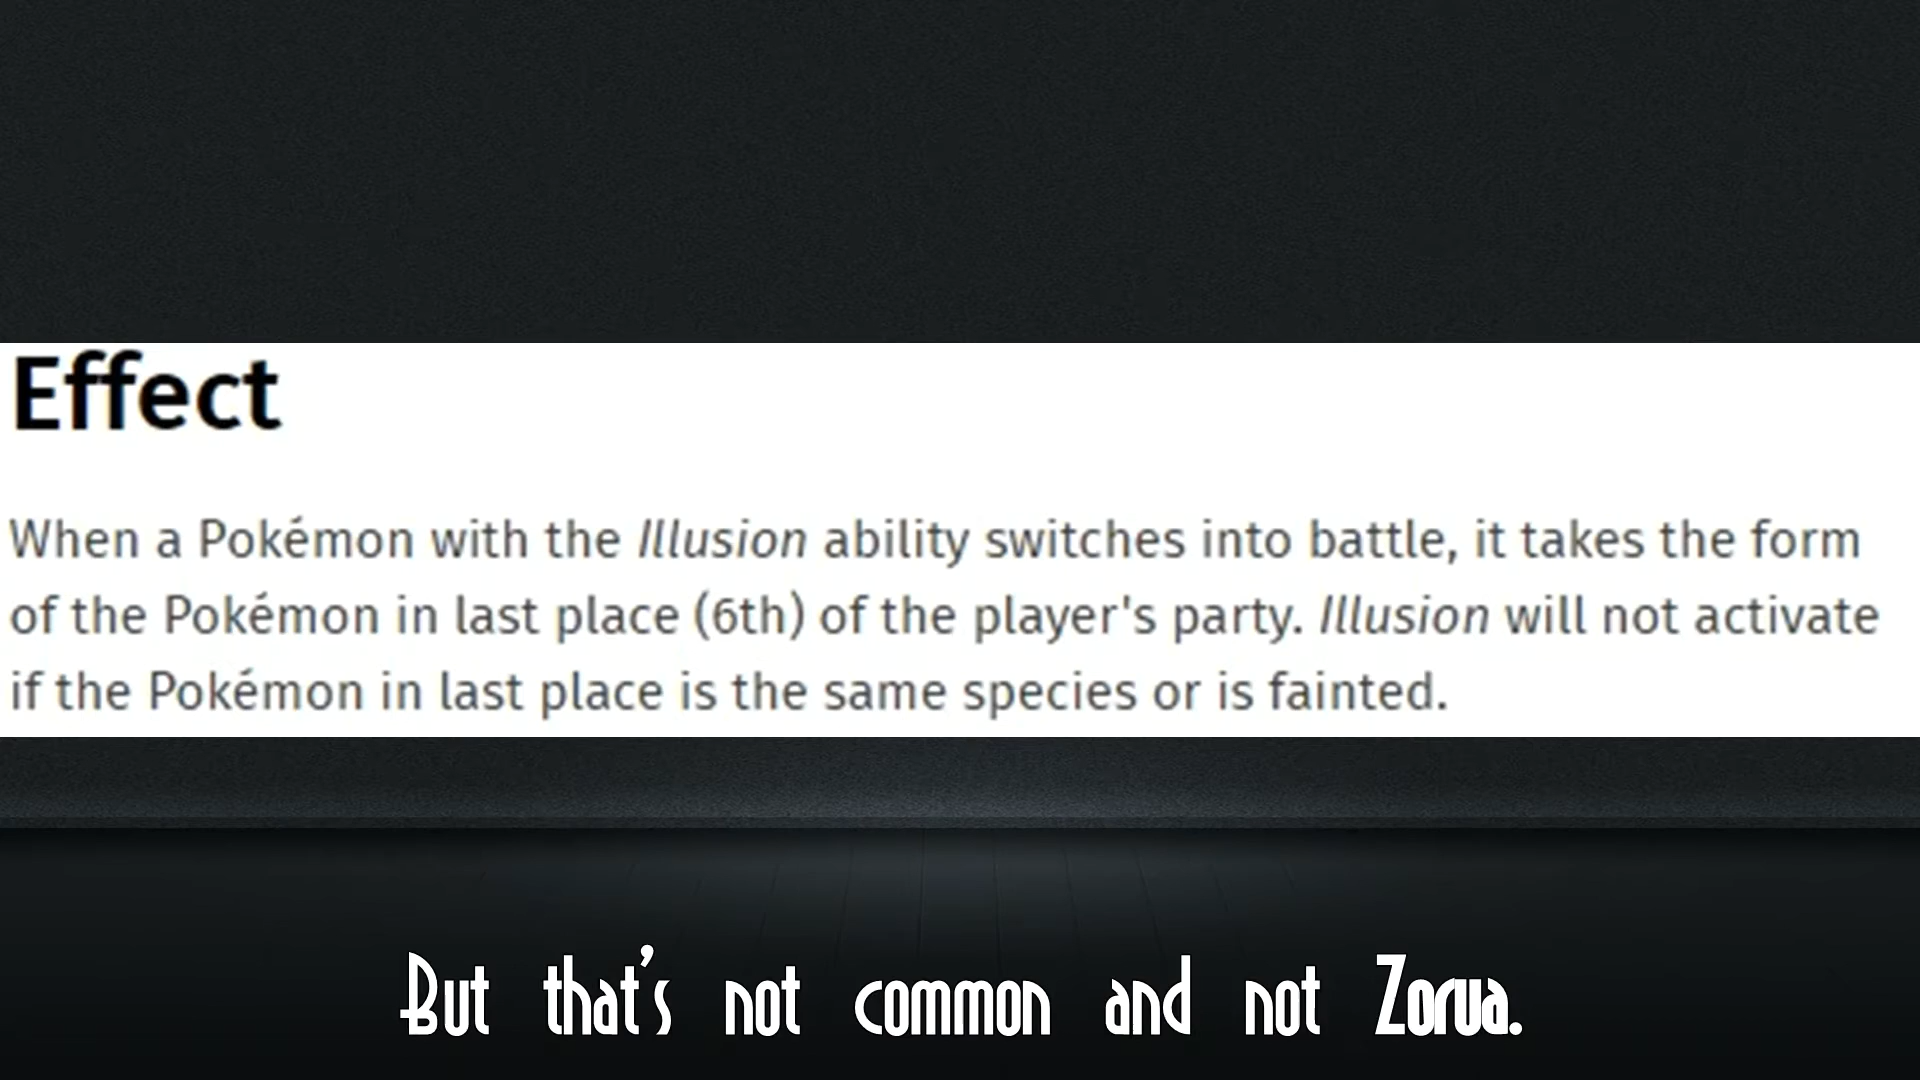 Effect
When a Pokémon with the Illusion ability switches into battle, it takes the form
of the Pokémon in last place (6th) of the player's party. Illusion will not activate
if the Pokémon in last place is the same species or is fainted.
But that's not common and not Zorua.